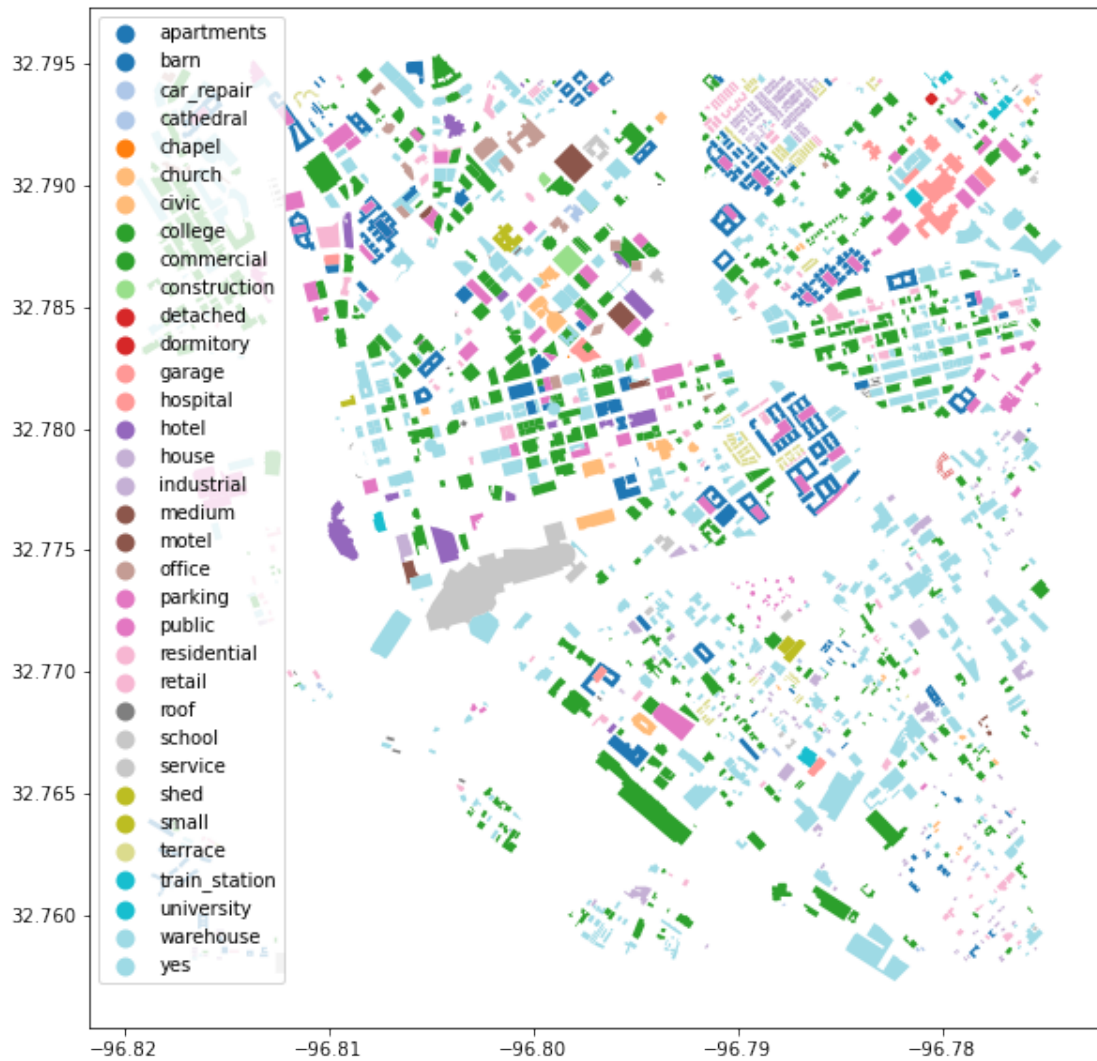 apartments
barn
car_repair
cathedral
chapel
church
civic
college
commercial
construction
detached
dormitory
garage
hospital
hotel
house
industrial
medium
motel
office
parking
public
residential
retail
roof
school
service
shed
small
terrace
train_station
university
warehouse
yes
32.795
32.790
32.785
32.780
32.775
32.770
32.765
32.760
−96.82 −96.81 −96.80 −96.79 −96.78